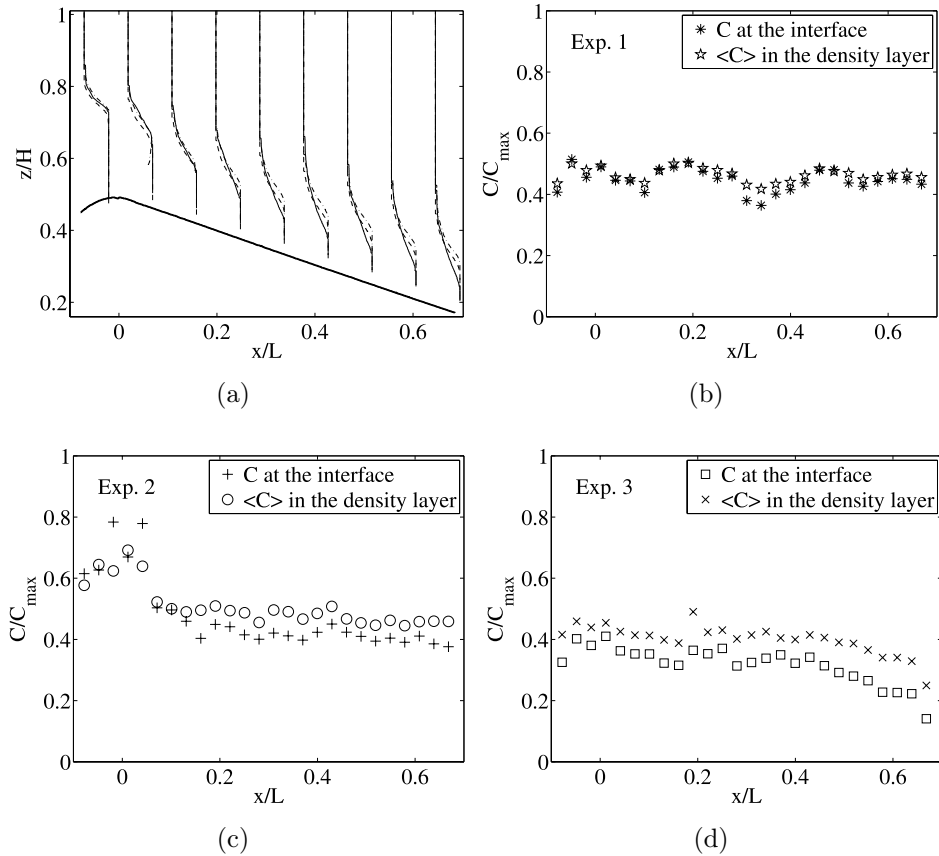 1
0.8
0.6
0.4
0.2
z/H
0 0.2 0.4 0.6
x/L
(a)
1
0.8
0.6
0.4
0.2
0
C/C_max
Exp. 1
C at the interface
<C> in the density layer
0 0.2 0.4 0.6
x/L
(b)
1
0.8
0.6
0.4
0.2
0
C/C_max
Exp. 2
C at the interface
<C> in the density layer
0 0.2 0.4 0.6
x/L
(c)
1
0.8
0.6
0.4
0.2
0
C/C_max
Exp. 3
C at the interface
<C> in the density layer
0 0.2 0.4 0.6
x/L
(d)